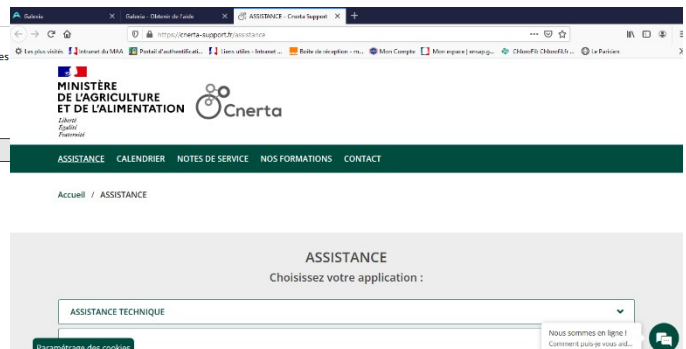 Galaxia
Galaxia - Obtenir de l'aide
ASSISTANCE - Cnerta Support
https://cnerta-support.fr/assistance
es
Les plus visités
Intranet du MAA
Portail d'authentificati...
Liens utiles - Intranet ...
Boîte de réception - m...
Mon Compte
Mon espace | ensap.g...
ChloroFil: ChloroFil.fr ...
Le Parisien
MINISTÈRE
DE L'AGRICULTURE
ET DE L'ALIMENTATION
Liberté
Égalité
Fraternité
Cnerta
ASSISTANCE CALENDRIER NOTES DE SERVICE NOS FORMATIONS CONTACT
Accueil / ASSISTANCE
ASSISTANCE
Choisissez votre application :
ASSISTANCE TECHNIQUE
Nous sommes en ligne !
Comment puis-je vous aid...
Paramétrage des cookies